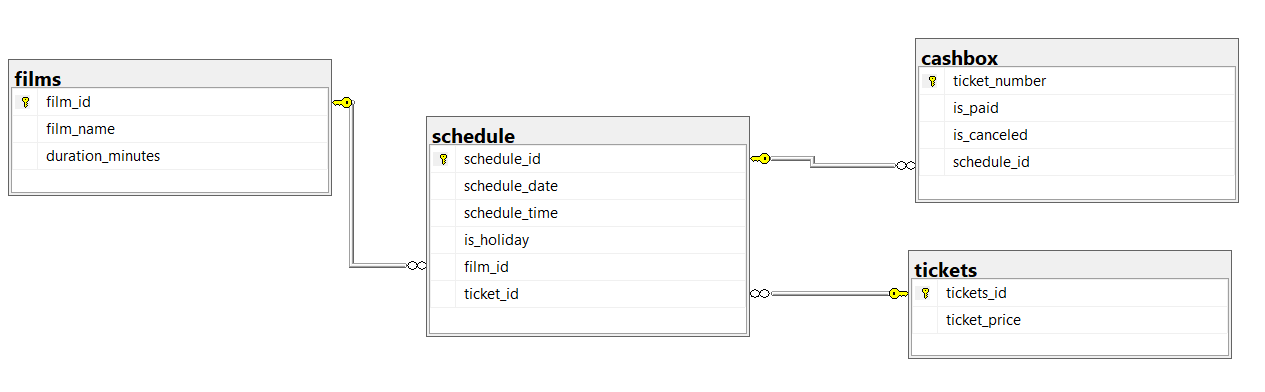 films
film_id
film_name
duration_minutes
schedule
schedule_id
schedule_date
schedule_time
is_holiday
film_id
ticket_id
cashbox
ticket_number
is_paid
is_canceled
schedule_id
tickets
tickets_id
ticket_price